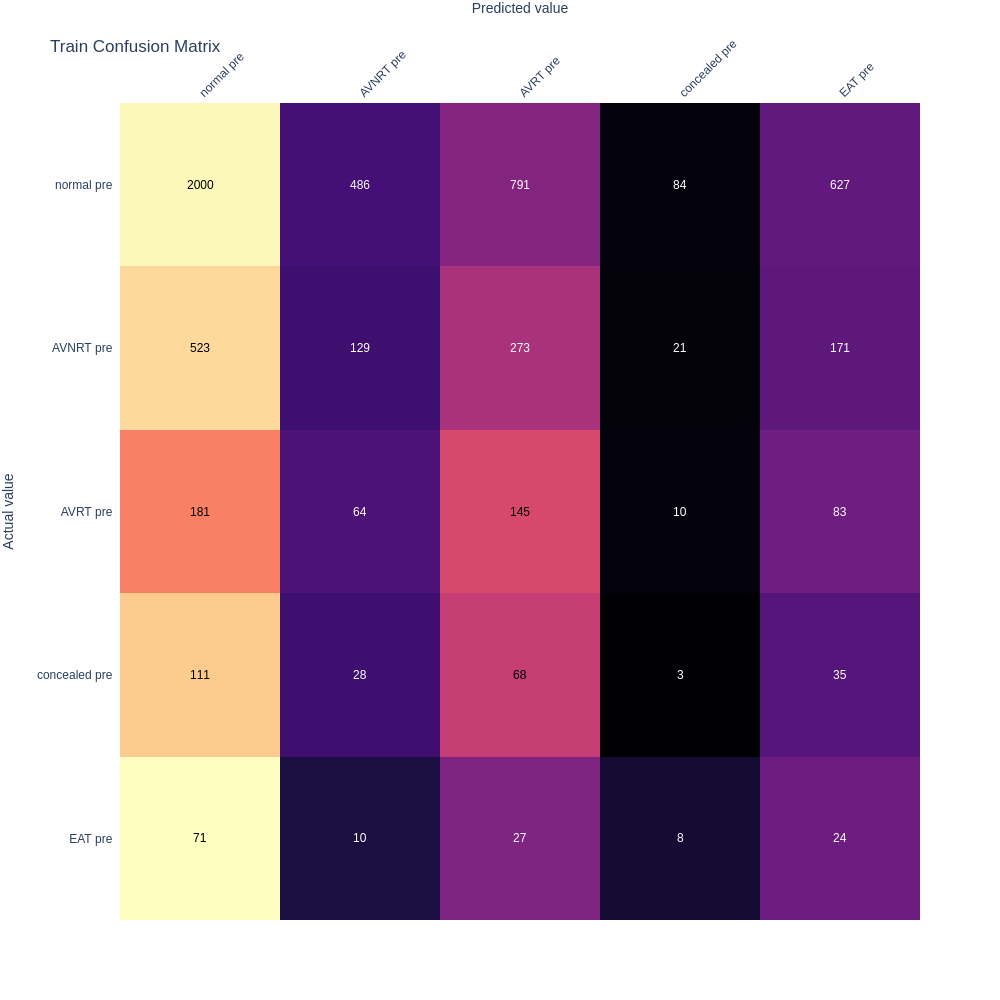 Predicted value
Train Confusion Matrix
normal pre
AVNRT pre
AVRT pre
concealed pre
EAT pre
Actual value
normal pre 2000 486 791 84 627
AVNRT pre 523 129 273 21 171
AVRT pre 181 64 145 10 83
concealed pre 111 28 68 3 35
EAT pre 71 10 27 8 24